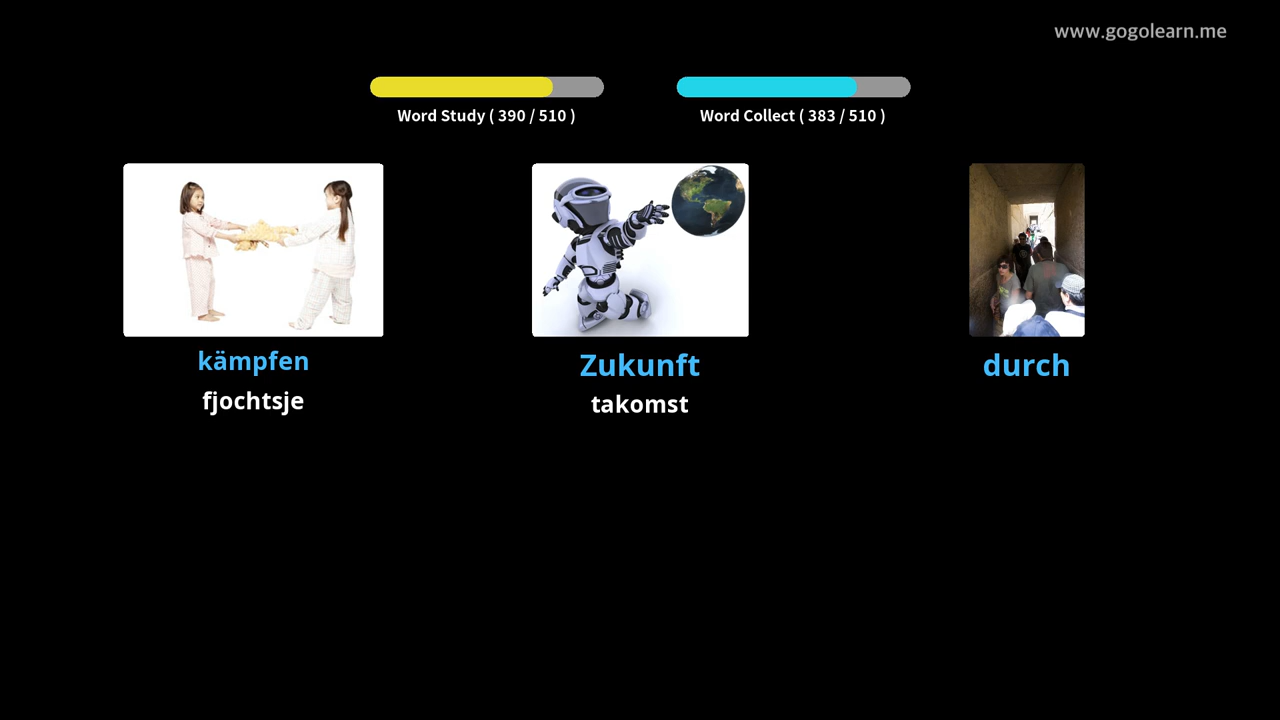 www.gogolearn.me
Word Study ( 390 / 510 )
Word Collect ( 383 / 510 )
kämpfen
fjochtsje
Zukunft
takomst
durch